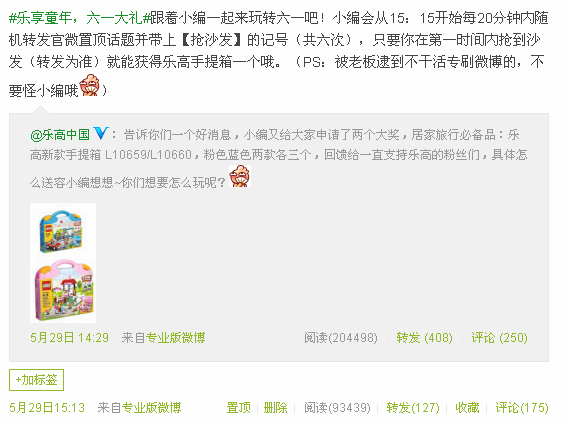 #乐享童年，六一大礼#跟着小编一起来玩转六一吧！小编会从15：15开始每20分钟内随
机转发官微置顶话题并带上【抢沙发】的记号（共六次），只要你在第一时间内抢到沙
发（转发为准）就能获得乐高手提箱一个哦。（PS：被老板逮到不干活专刷微博的，不
要怪小编哦）
@乐高中国：告诉你们一个好消息，小编又给大家申请了两个大奖，居家旅行必备品：乐
高新款手提箱 L10659/L10660，粉色蓝色两款各三个，回馈给一直支持乐高的粉丝们，具体怎
么送容小编想想~你们想要怎么玩呢？
5月29日 14:29 来自专业版微博 阅读(204498) 转发 (408) 评论 (250)
+加标签
5月29日15:13 来自专业版微博 置顶 删除 阅读(93439) 转发(127) 收藏 评论(175)